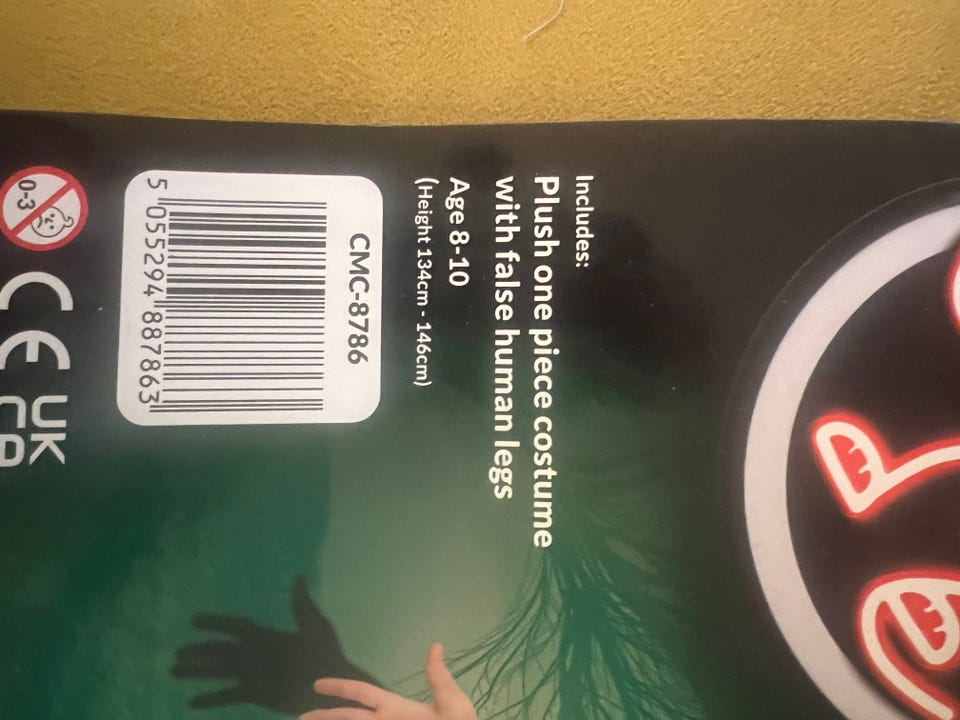 Includes:
Plush one piece costume
with false human legs
Age 8-10
(Height 134cm - 146cm)
CMC-8786
5 055294 887863
0-3
CE
UK
CA